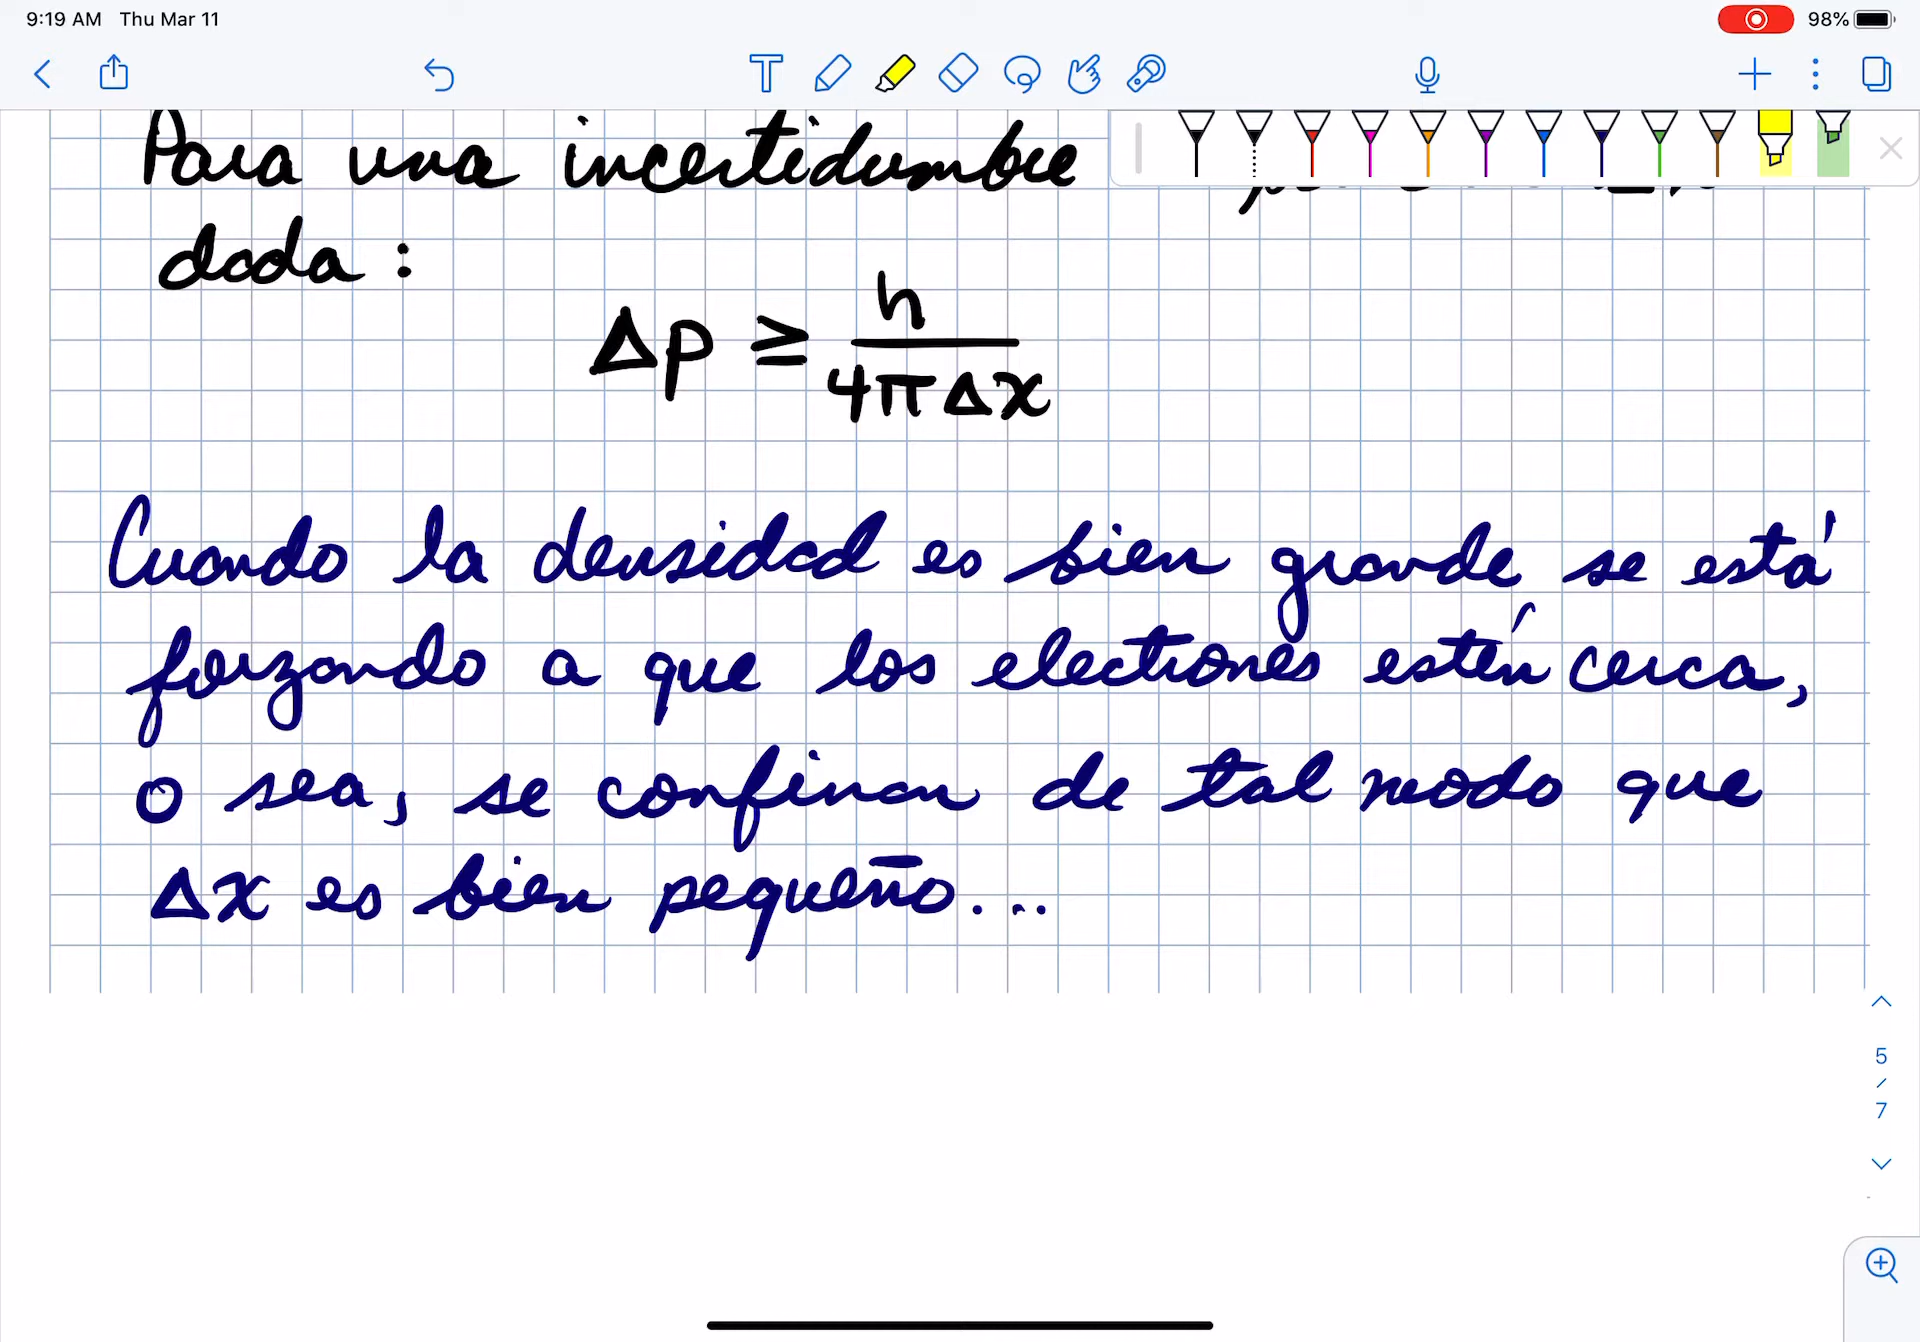 9:19 AM Thu Mar 11
98%
Para una incertidumbre
dada :
Δp ≥ h / 4πΔx
Cuando la densidad es bien grande se está
forzando a que los electrones estén cerca,
o sea, se confinan de tal modo que
Δx es bien pequeño...
5
/
7